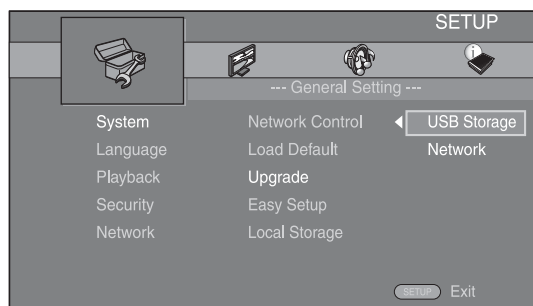 SETUP
--- General Setting ---
System Network Control USB Storage
Language Load Default Network
Playback Upgrade
Security Easy Setup
Network Local Storage
SETUP Exit